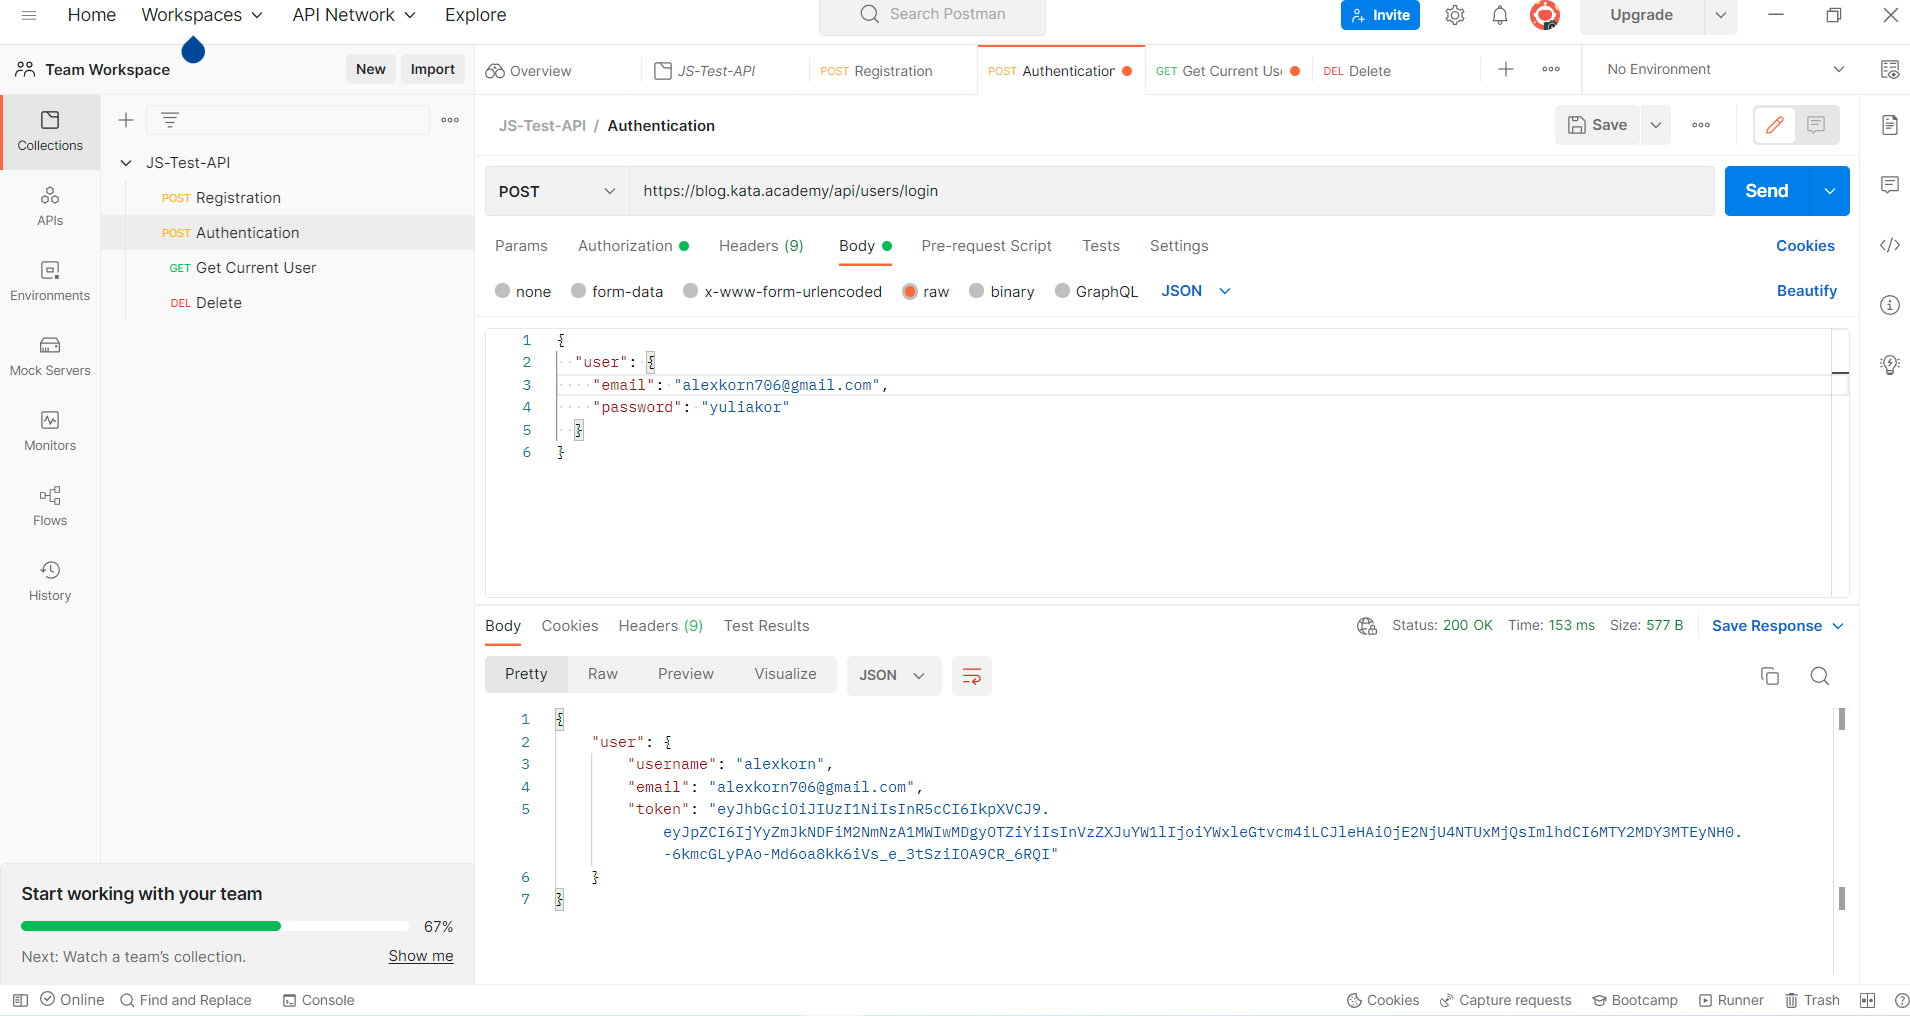 Home Workspaces API Network Explore Search Postman Invite Upgrade
Team Workspace New Import
Overview JS-Test-API POST Registration POST Authentication GET Get Current Us DEL Delete No Environment
Collections
APIs
Environments
Mock Servers
Monitors
Flows
History
JS-Test-API
POST Registration
POST Authentication
GET Get Current User
DEL Delete
JS-Test-API / Authentication Save
POST https://blog.kata.academy/api/users/login Send
Params Authorization Headers (9) Body Pre-request Script Tests Settings Cookies
none form-data x-www-form-urlencoded raw binary GraphQL JSON Beautify
1 {
2 "user": {
3 "email": "alexkorn706@gmail.com",
4 "password": "yuliakor"
5 }
6 }
Body Cookies Headers (9) Test Results Status: 200 OK Time: 153 ms Size: 577 B Save Response
Pretty Raw Preview Visualize JSON
1 {
2 "user": {
3 "username": "alexkorn",
4 "email": "alexkorn706@gmail.com",
5 "token": "eyJhbGciOiJIUzI1NiIsInR5cCI6IkpXVCJ9.
eyJpZCI6IjYyZmJkNDFiM2NmNzA1MWIwMDgyOTZiYiIsInVzZXJuYW1lIjoiYWxleGtvcm4iLCJleHAiOjE2NjU4NTUxMjQsImlhdCI6MTY2MDY3MTEyNH0.
-6kmcGLyPAo-Md6oa8kk6iVs_e_3tSziIOA9CR_6RQI"
6 }
7 }
Start working with your team
67%
Next: Watch a team's collection. Show me
Online Find and Replace Console Cookies Capture requests Bootcamp Runner Trash